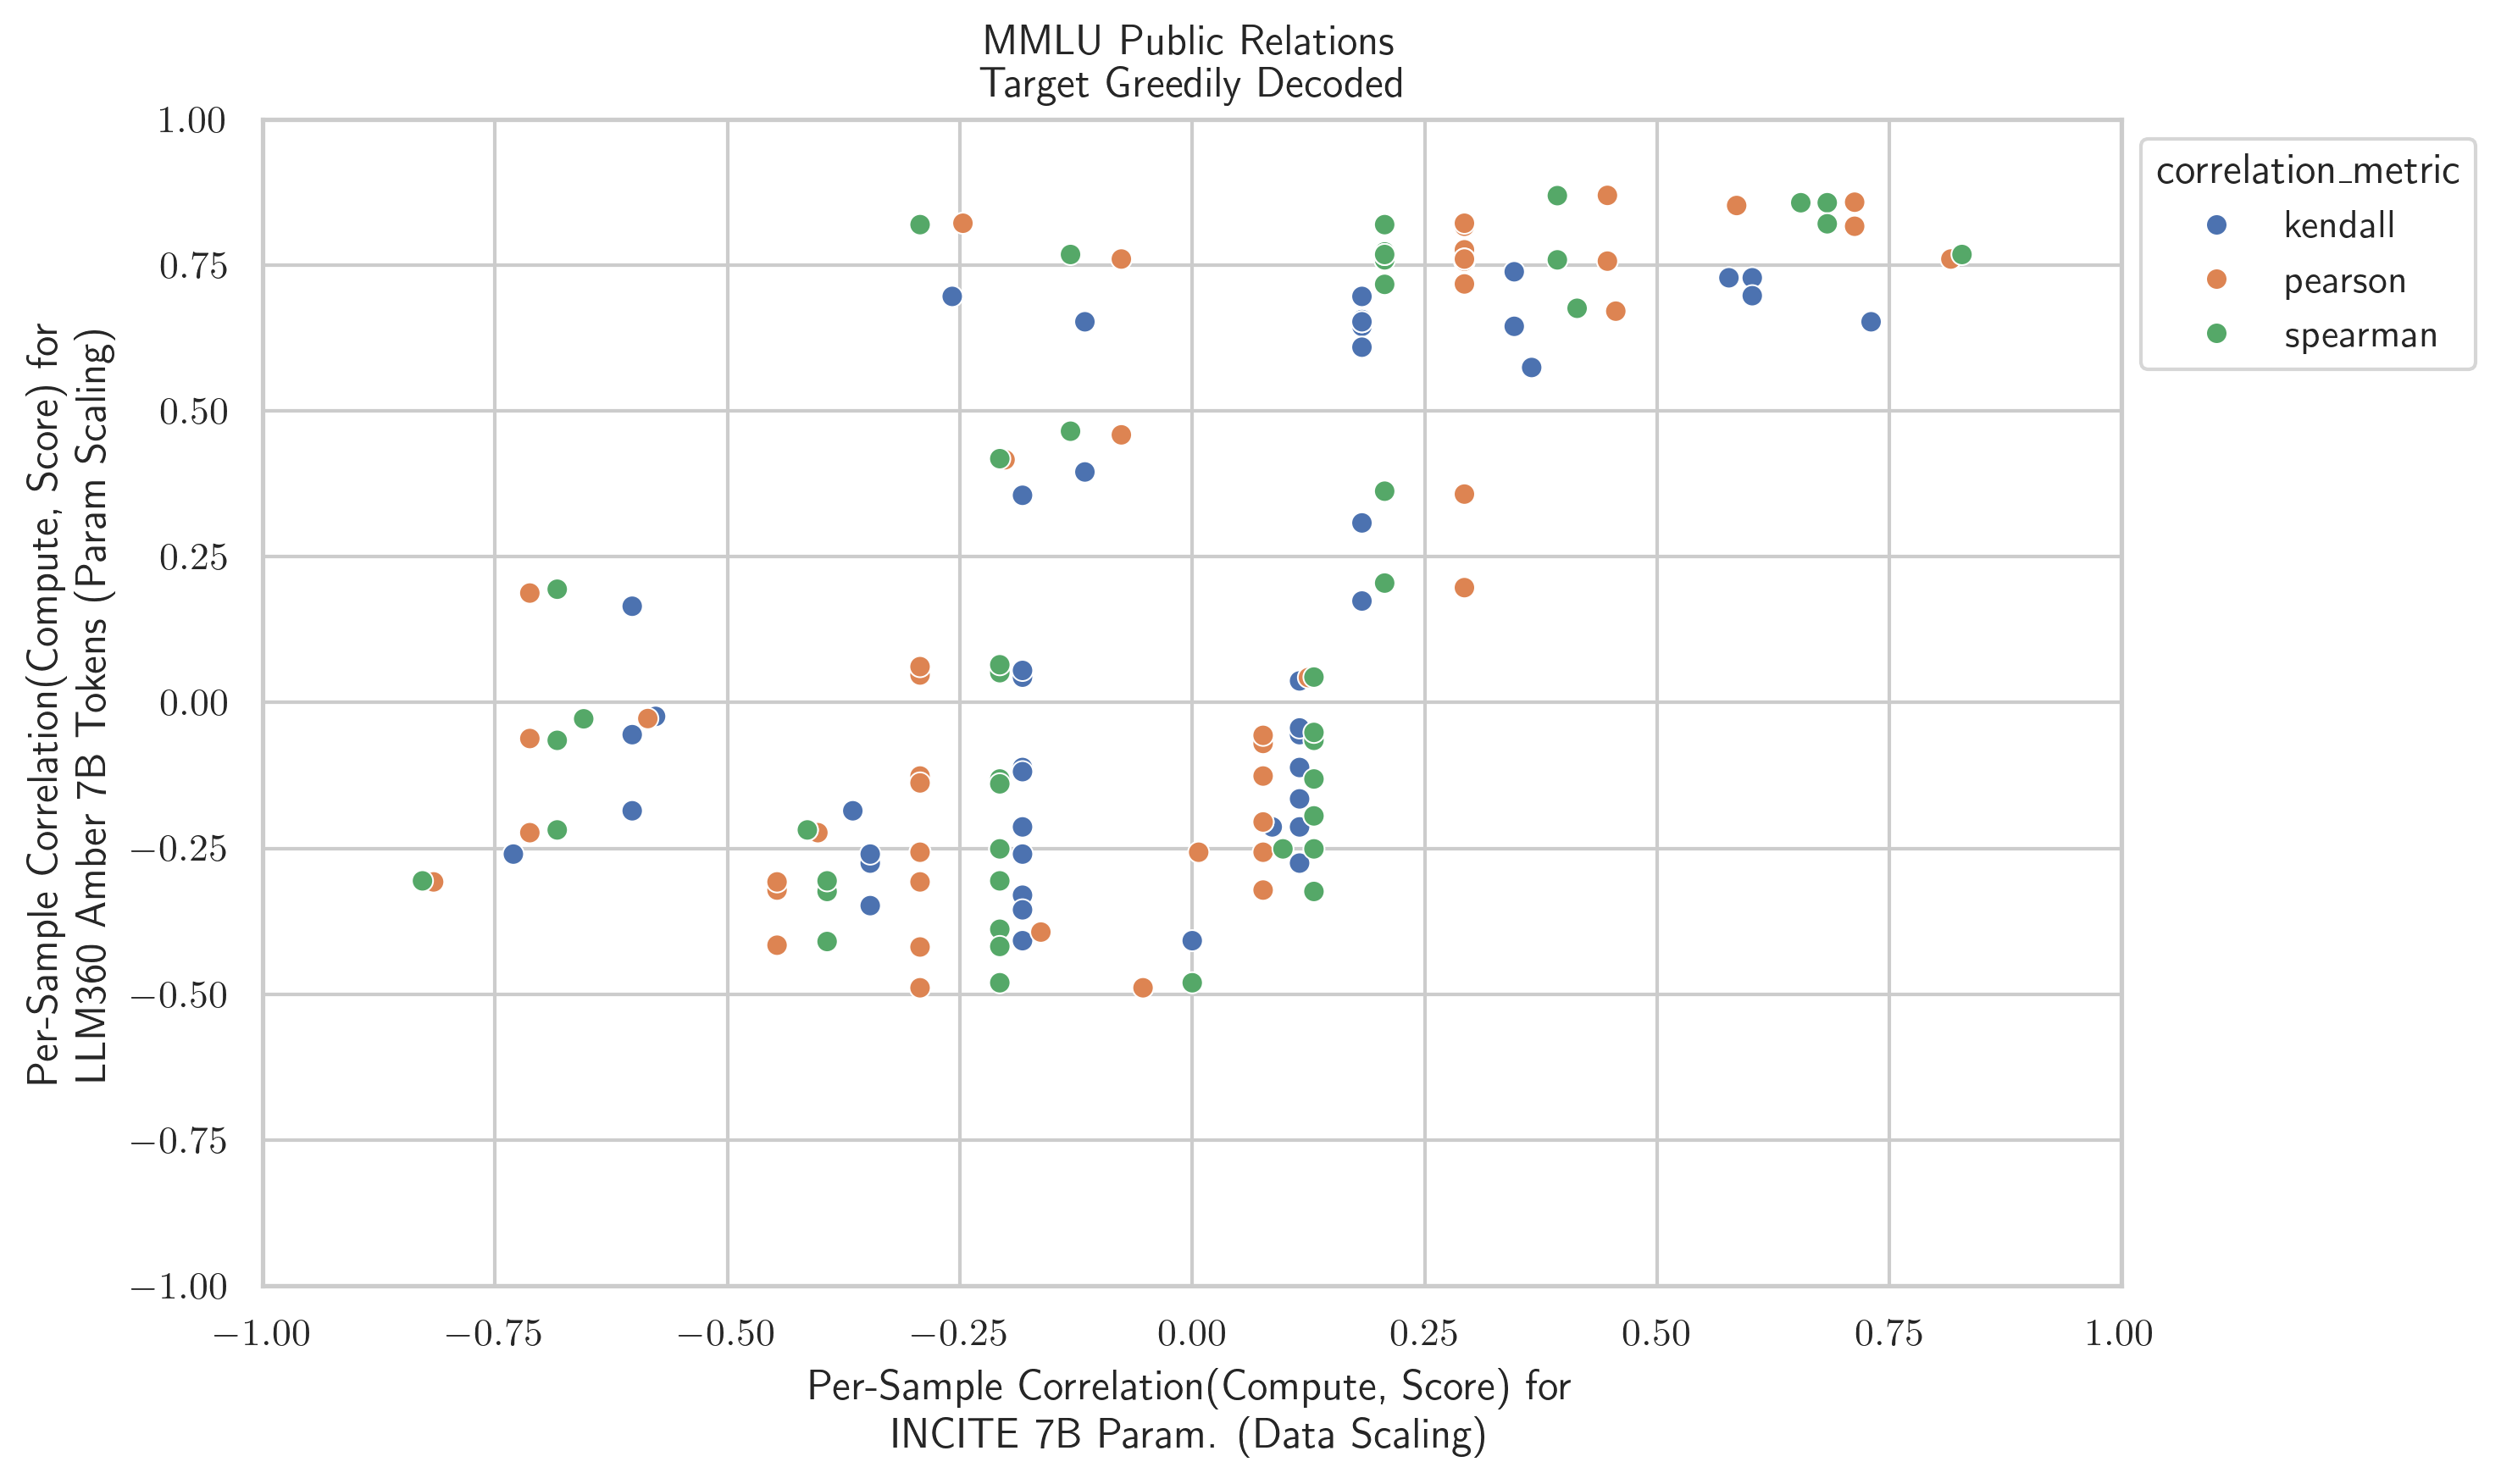 MMLU Public Relations
Target Greedily Decoded
1.00
0.75
0.50
0.25
0.00
−0.25
−0.50
−0.75
−1.00
Per-Sample Correlation(Compute, Score) for
LLM360 Amber 7B Tokens (Param Scaling)
−1.00 −0.75 −0.50 −0.25 0.00 0.25 0.50 0.75 1.00
Per-Sample Correlation(Compute, Score) for
INCITE 7B Param. (Data Scaling)
correlation_metric
kendall
pearson
spearman